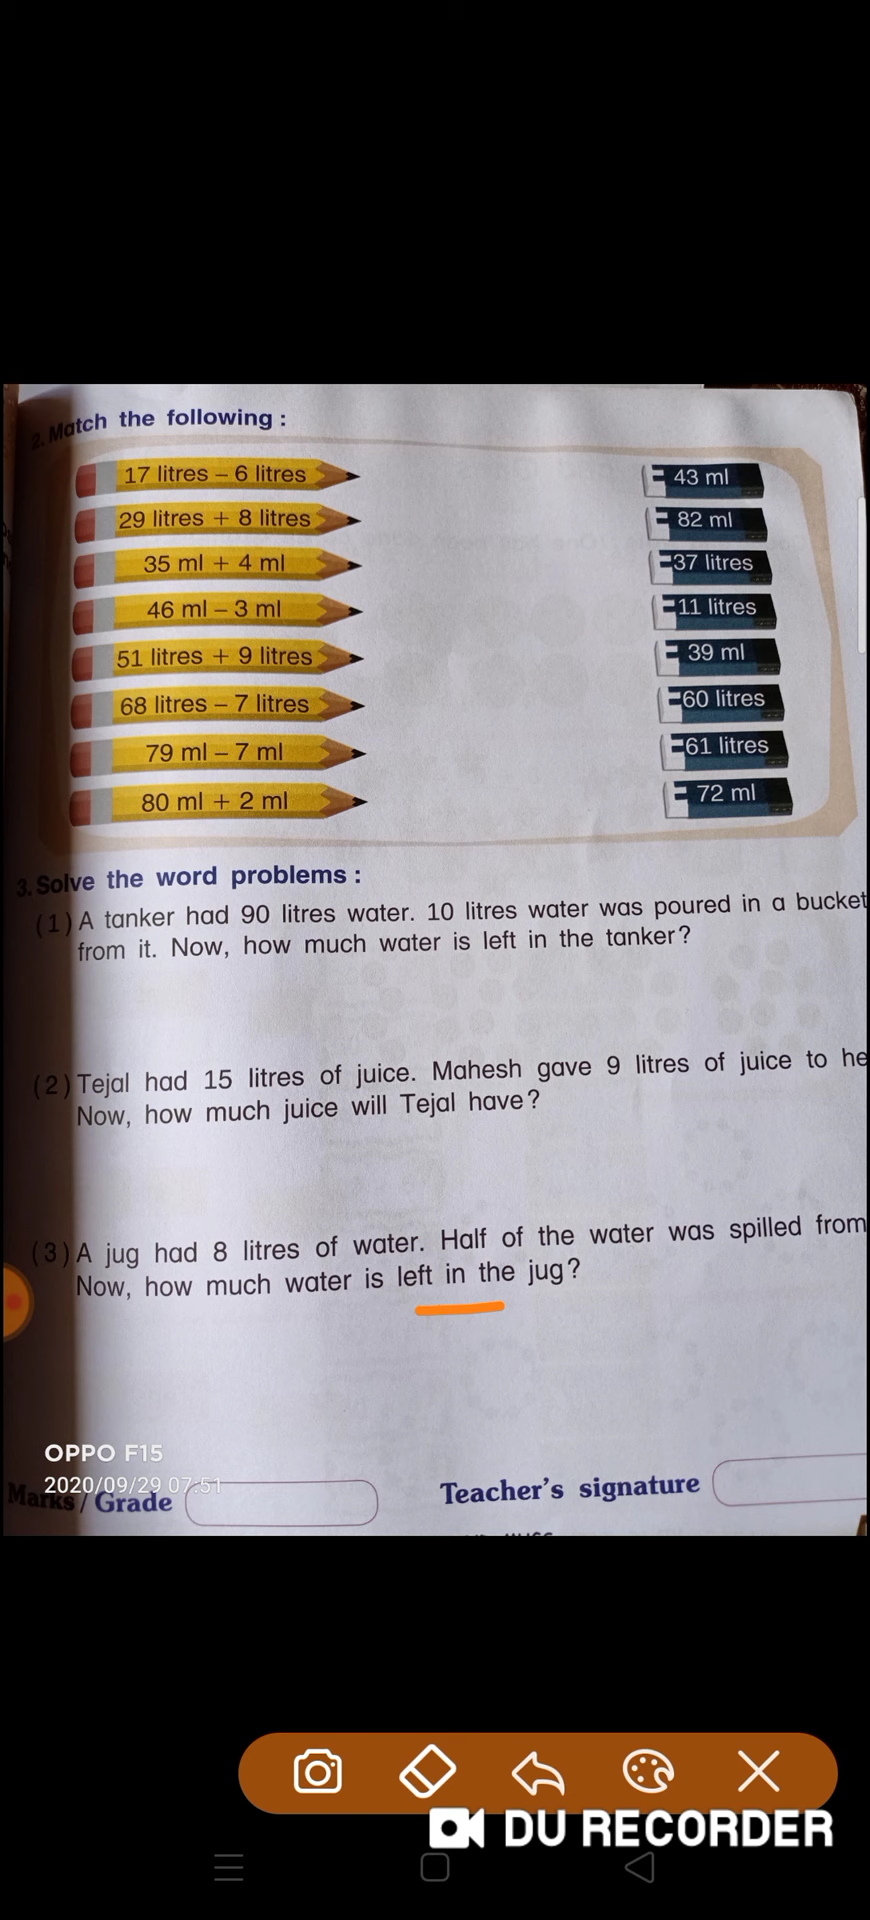 2. Match the following :
17 litres – 6 litres
= 43 ml
29 litres + 8 litres
= 82 ml
35 ml + 4 ml
=37 litres
46 ml – 3 ml
=11 litres
51 litres + 9 litres
= 39 ml
68 litres – 7 litres
=60 litres
79 ml – 7 ml
=61 litres
80 ml + 2 ml
= 72 ml
3. Solve the word problems :
(1) A tanker had 90 litres water. 10 litres water was poured in a bucket
from it. Now, how much water is left in the tanker?
(2) Tejal had 15 litres of juice. Mahesh gave 9 litres of juice to he
Now, how much juice will Tejal have?
(3) A jug had 8 litres of water. Half of the water was spilled from
Now, how much water is left in the jug?
OPPO F15
2020/09/29 07:51
Marks / Grade
Teacher's signature
DU RECORDER